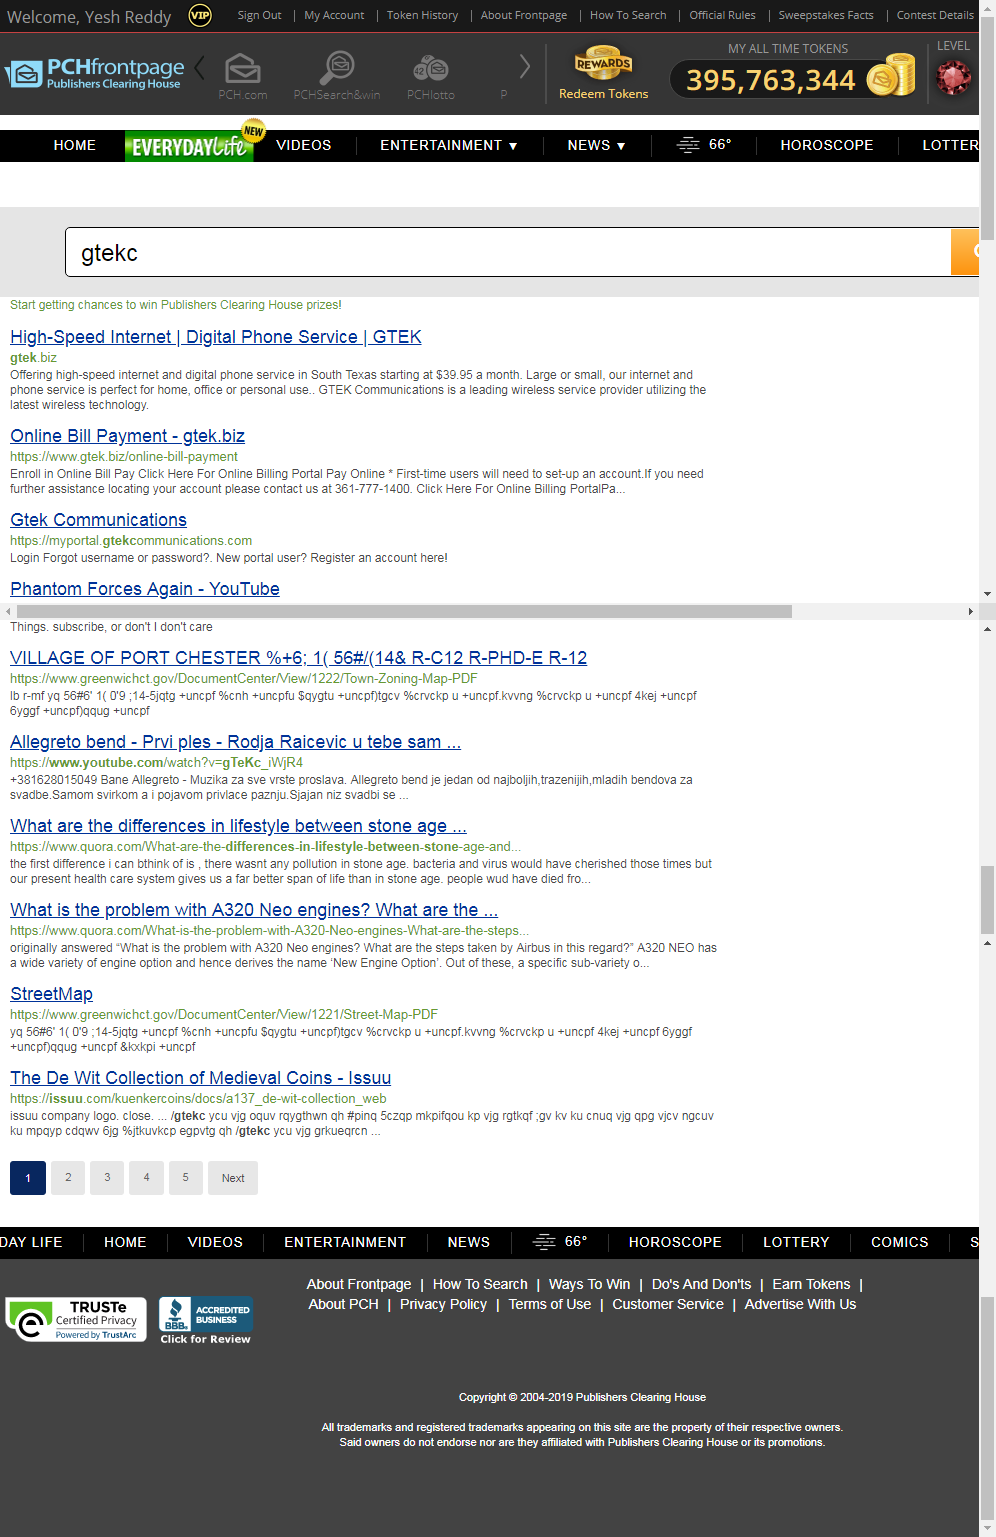 Welcome, Yesh Reddy VIP Sign Out | My Account | Token History | About Frontpage | How To Search | Official Rules | Sweepstakes Facts | Contest Details
PCHfrontpage
Publishers Clearing House
PCH.com PCHSearch&win 42 PCHlotto P
REWARDS
Redeem Tokens
MY ALL TIME TOKENS
395,763,344
LEVEL
HOME EVERYDAY Life NEW VIDEOS ENTERTAINMENT ▼ NEWS ▼ 66° HOROSCOPE LOTTER
gtekc
Start getting chances to win Publishers Clearing House prizes!
High-Speed Internet | Digital Phone Service | GTEK
gtek.biz
Offering high-speed internet and digital phone service in South Texas starting at $39.95 a month. Large or small, our internet and
phone service is perfect for home, office or personal use.. GTEK Communications is a leading wireless service provider utilizing the
latest wireless technology.
Online Bill Payment - gtek.biz
https://www.gtek.biz/online-bill-payment
Enroll in Online Bill Pay Click Here For Online Billing Portal Pay Online * First-time users will need to set-up an account.If you need
further assistance locating your account please contact us at 361-777-1400. Click Here For Online Billing PortalPa...
Gtek Communications
https://myportal.gtekcommunications.com
Login Forgot username or password?. New portal user? Register an account here!
Phantom Forces Again - YouTube
Things. subscribe, or don't I don't care
VILLAGE OF PORT CHESTER %+6; 1( 56#/(14& R-C12 R-PHD-E R-12
https://www.greenwichct.gov/DocumentCenter/View/1222/Town-Zoning-Map-PDF
lb r-mf yq 56#6' 1( 0'9 ;14-5jqtg +uncpf %cnh +uncpfu $qygtu +uncpf)tgcv %crvckp u +uncpf.kvvng %crvckp u +uncpf 4kej +uncpf
6yggf +uncpf)qqug +uncpf
Allegreto bend - Prvi ples - Rodja Raicevic u tebe sam ...
https://www.youtube.com/watch?v=gTeKc_iWjR4
+381628015049 Bane Allegreto - Muzika za sve vrste proslava. Allegreto bend je jedan od najboljih,trazenijih,mladih bendova za
svadbe.Samom svirkom a i pojavom privlace paznju.Sjajan niz svadbi se ...
What are the differences in lifestyle between stone age ...
https://www.quora.com/What-are-the-differences-in-lifestyle-between-stone-age-and...
the first difference i can bthink of is , there wasnt any pollution in stone age. bacteria and virus would have cherished those times but
our present health care system gives us a far better span of life than in stone age. people wud have died fro...
What is the problem with A320 Neo engines? What are the ...
https://www.quora.com/What-is-the-problem-with-A320-Neo-engines-What-are-the-steps...
originally answered “What is the problem with A320 Neo engines? What are the steps taken by Airbus in this regard?” A320 NEO has
a wide variety of engine option and hence derives the name ‘New Engine Option’. Out of these, a specific sub-variety o...
StreetMap
https://www.greenwichct.gov/DocumentCenter/View/1221/Street-Map-PDF
yq 56#6' 1( 0'9 ;14-5jqtg +uncpf %cnh +uncpfu $qygtu +uncpf)tgcv %crvckp u +uncpf.kvvng %crvckp u +uncpf 4kej +uncpf 6yggf
+uncpf)qqug +uncpf &kxkpi +uncpf
The De Wit Collection of Medieval Coins - Issuu
https://issuu.com/kuenkercoins/docs/a137_de-wit-collection_web
issuu company logo. close. ... /gtekc ycu vjg oquv rqygthwn qh #pinq 5czqp mkpifqou kp vjg rgtkqf ;gv kv ku cnuq vjg qpg vjcv ngcuv
ku mpqyp cdqwv 6jg %jtkuvkcp egpvtg qh /gtekc ycu vjg grkueqrcn ...
1 2 3 4 5 Next
DAY LIFE HOME VIDEOS ENTERTAINMENT NEWS 66° HOROSCOPE LOTTERY COMICS S
About Frontpage | How To Search | Ways To Win | Do's And Don'ts | Earn Tokens |
About PCH | Privacy Policy | Terms of Use | Customer Service | Advertise With Us
TRUSTe
Certified Privacy
Powered by TrustArc
BBB.
ACCREDITED
BUSINESS
Click for Review
Copyright © 2004-2019 Publishers Clearing House
All trademarks and registered trademarks appearing on this site are the property of their respective owners.
Said owners do not endorse nor are they affiliated with Publishers Clearing House or its promotions.